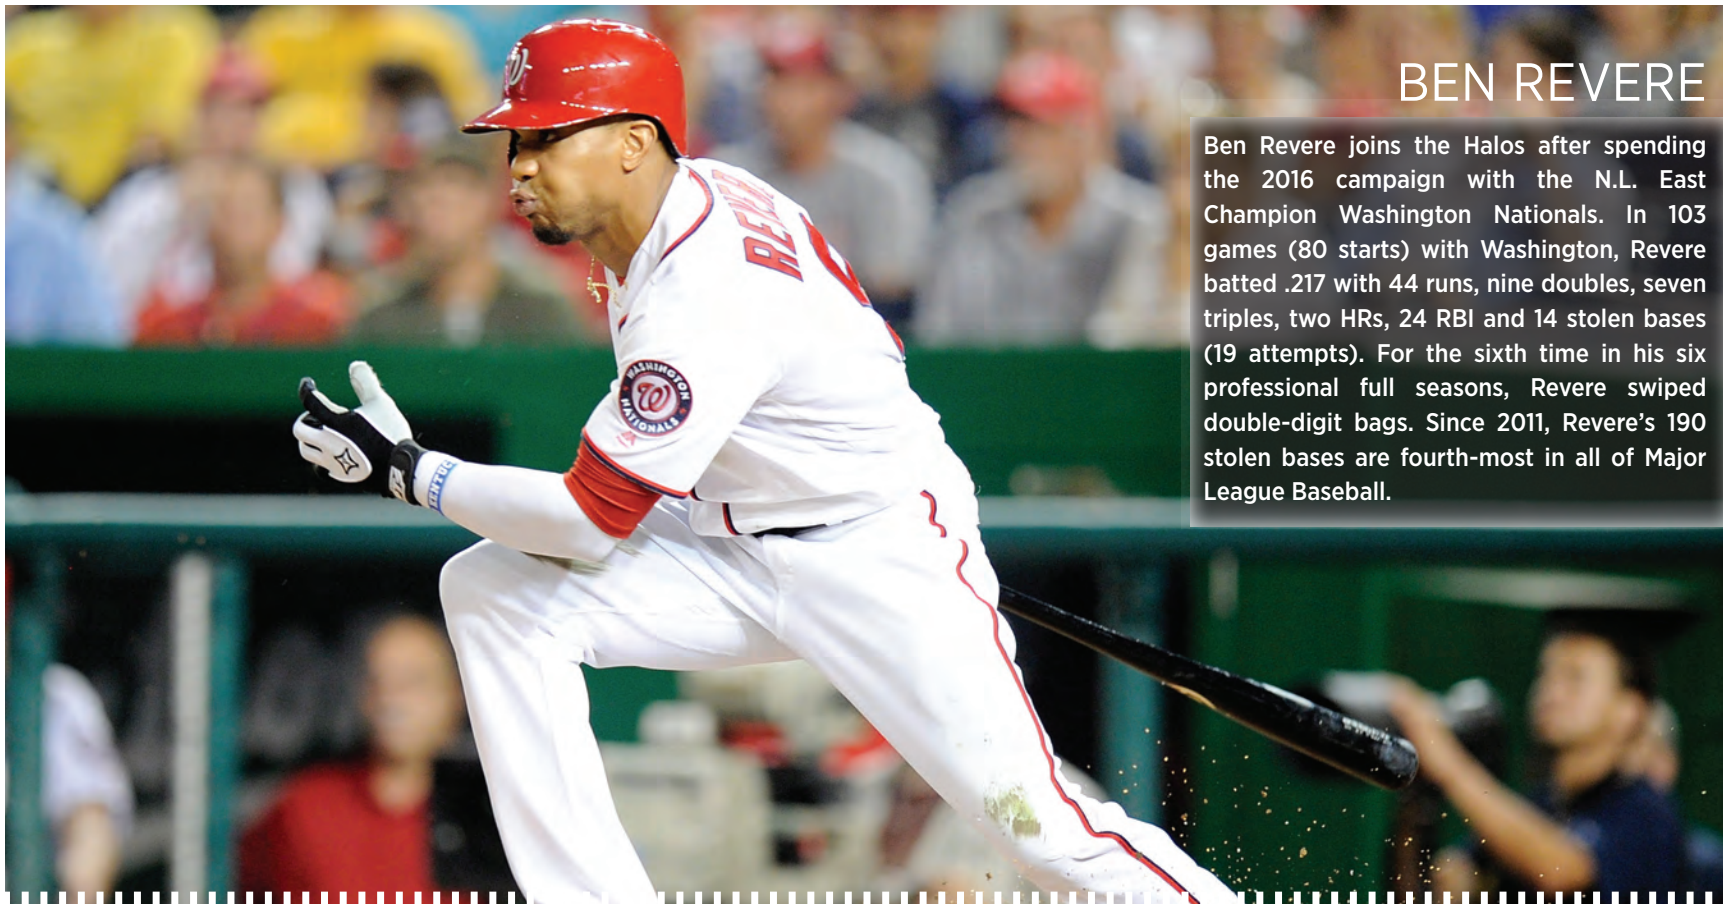 BEN REVERE
Ben Revere joins the Halos after spending
the 2016 campaign with the N.L. East
Champion Washington Nationals. In 103
games (80 starts) with Washington, Revere
batted .217 with 44 runs, nine doubles, seven
triples, two HRs, 24 RBI and 14 stolen bases
(19 attempts). For the sixth time in his six
professional full seasons, Revere swiped
double-digit bags. Since 2011, Revere's 190
stolen bases are fourth-most in all of Major
League Baseball.
W
REVERE
WASHINGTON
W
NATIONALS